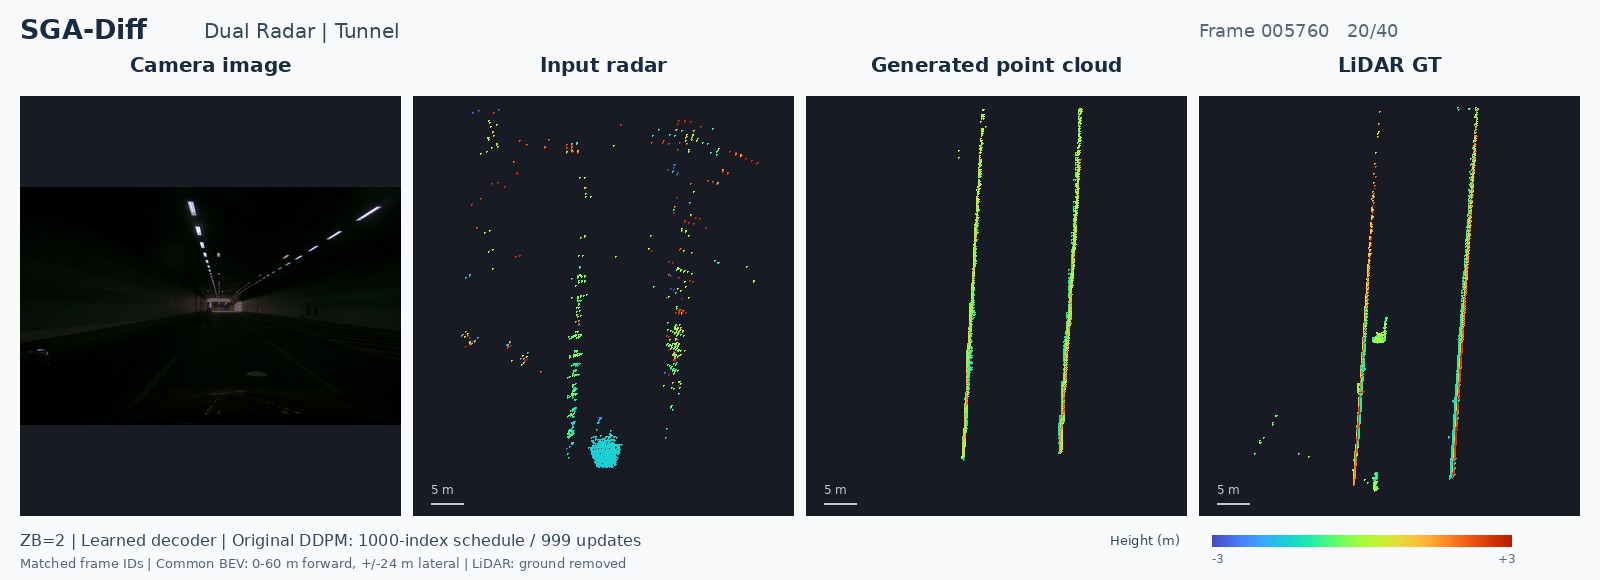 SGA-Diff Dual Radar | Tunnel Frame 005760 20/40
Camera image Input radar Generated point cloud LiDAR GT
5 m 5 m 5 m
ZB=2 | Learned decoder | Original DDPM: 1000-index schedule / 999 updates Height (m)
-3 +3
Matched frame IDs | Common BEV: 0-60 m forward, +/-24 m lateral | LiDAR: ground removed